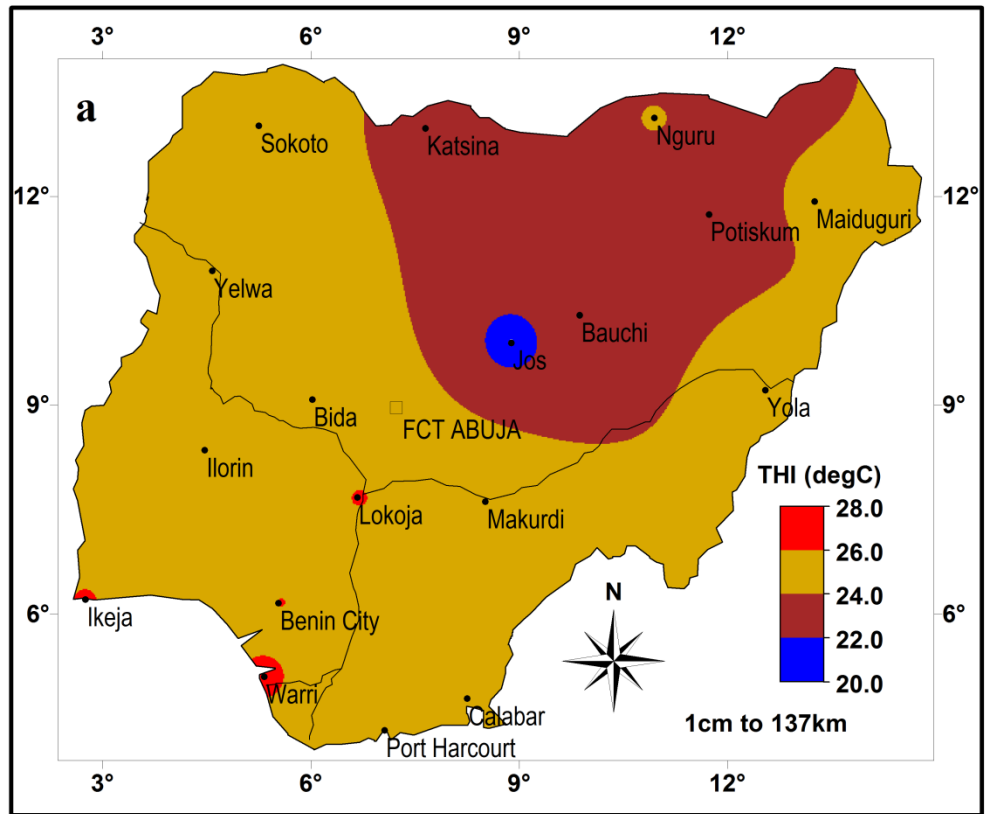 3° 6° 9° 12°
a
Sokoto
Katsina
Nguru
12° 12°
Maiduguri
Potiskum
Yelwa
Bauchi
Jos
9° 9°
Bida
FCT ABUJA
Yola
Ilorin
THI (degC)
Lokoja
Makurdi
28.0
26.0
24.0
22.0
20.0
6° 6°
Ikeja
Benin City
N
Warri
Calabar
Port Harcourt
1cm to 137km
3° 6° 9° 12°